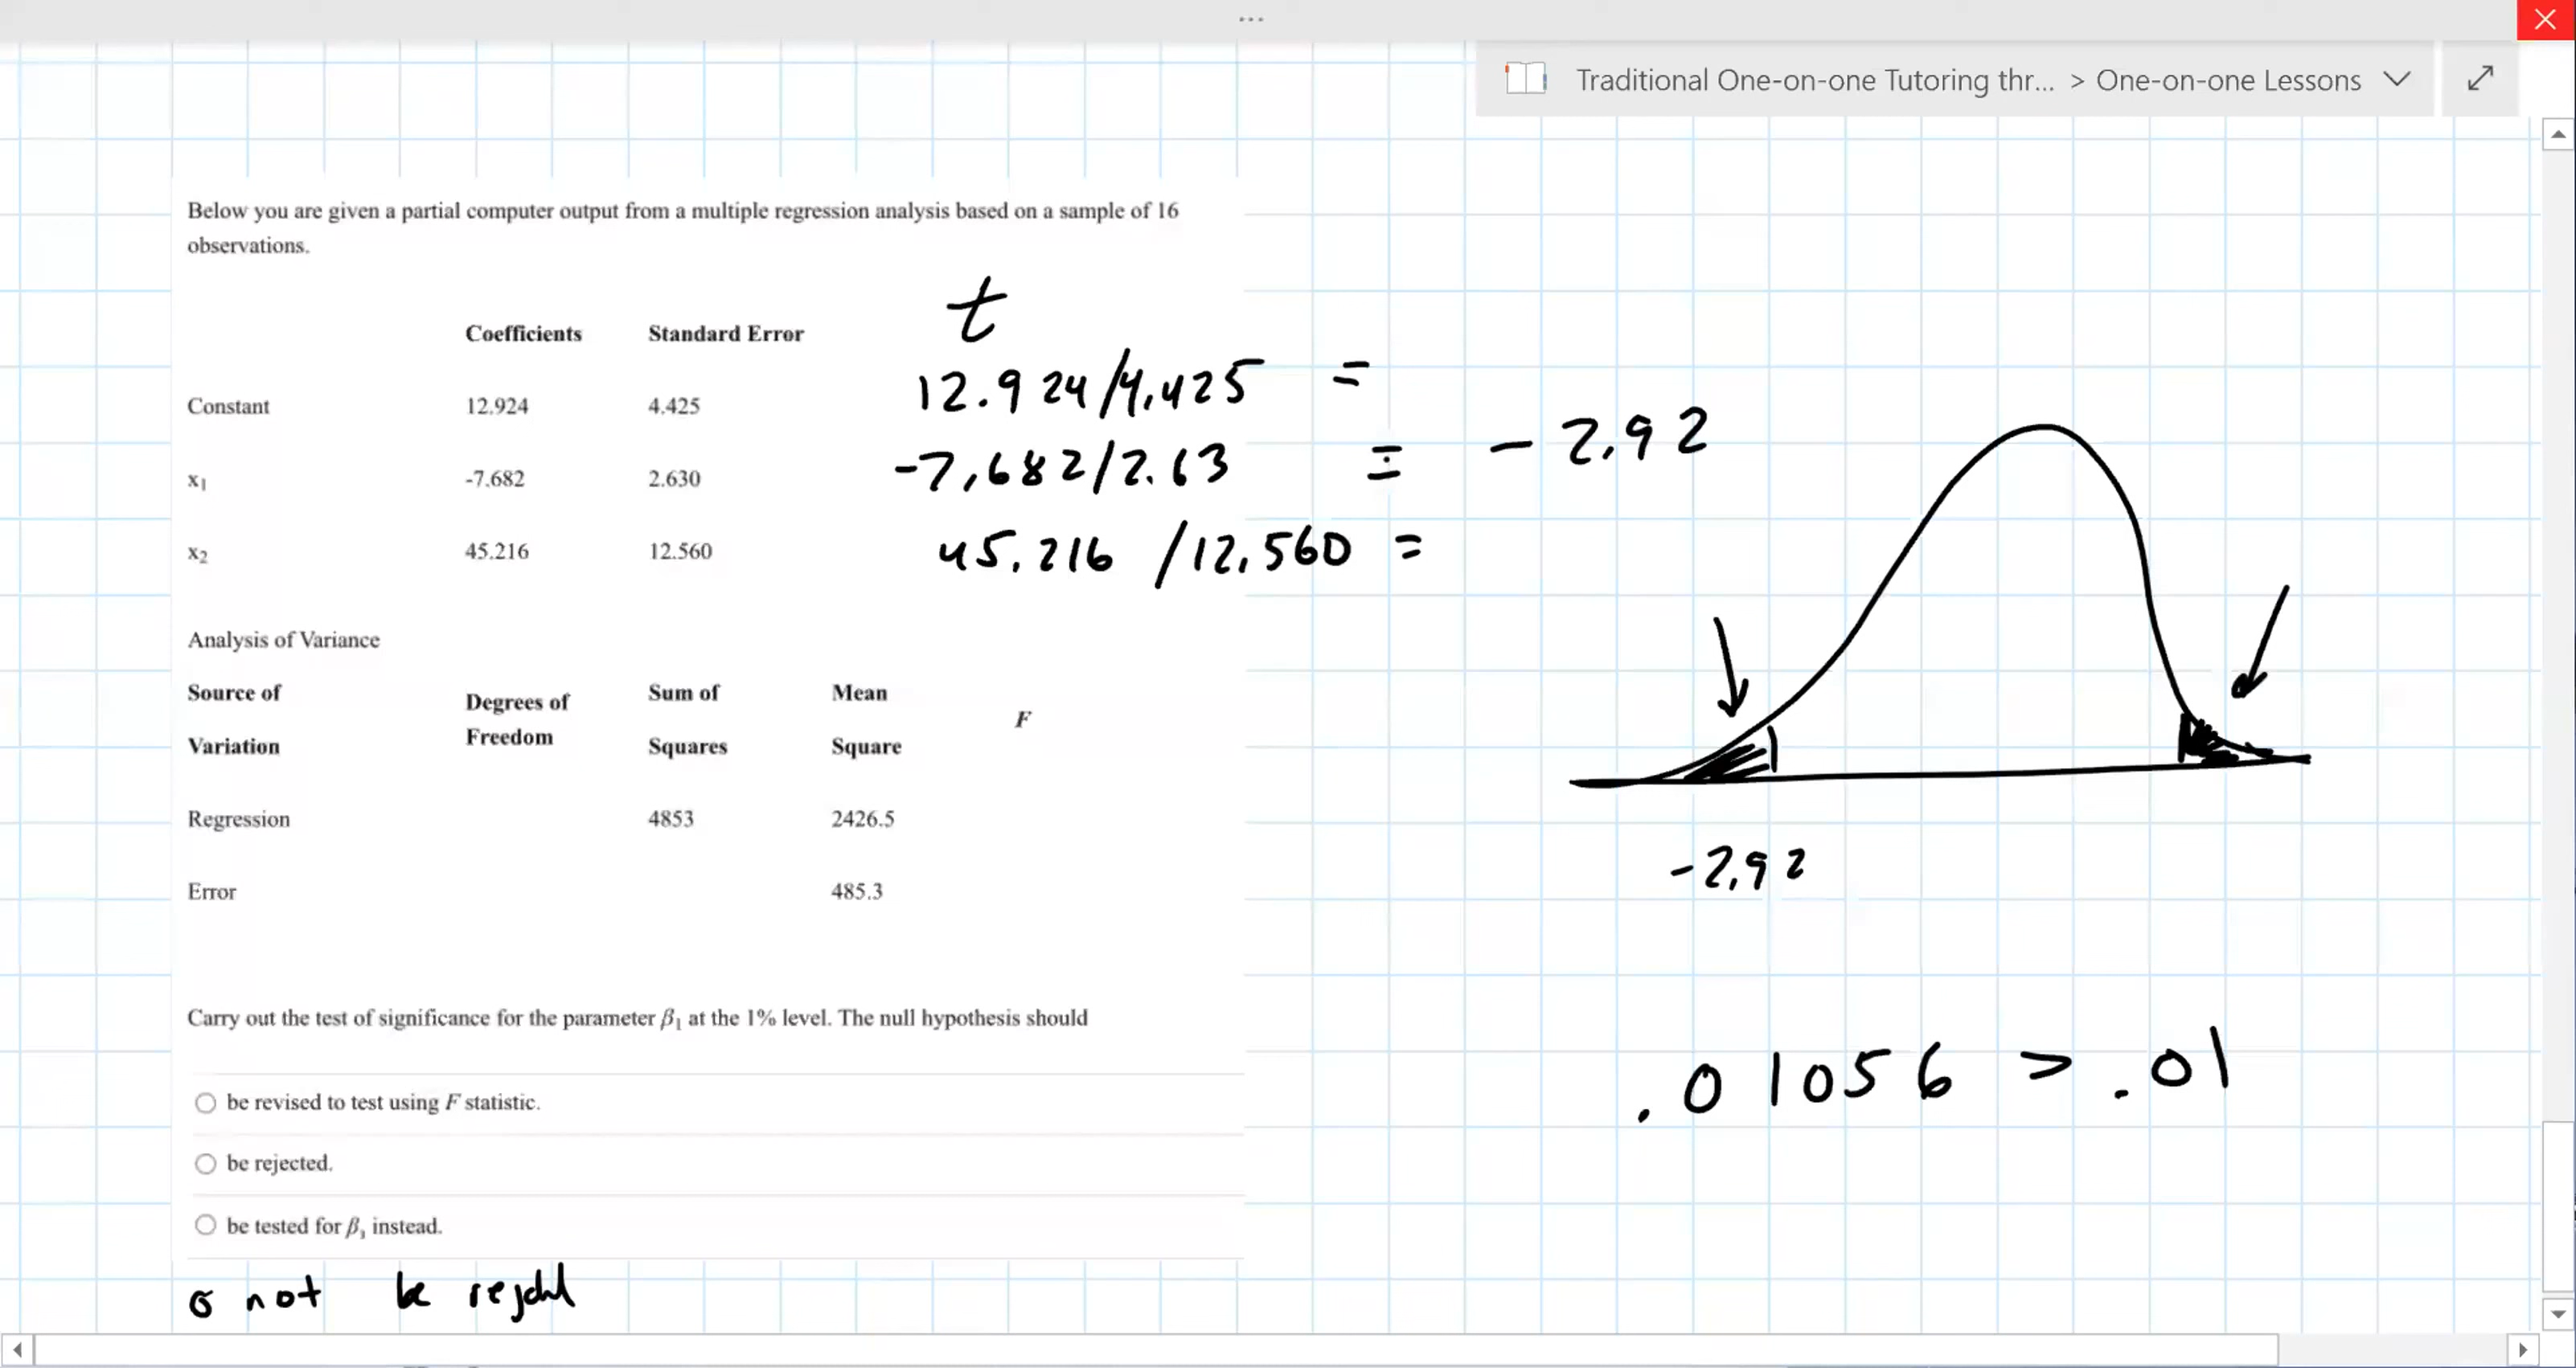 ...
Traditional One-on-one Tutoring thr... > One-on-one Lessons
Below you are given a partial computer output from a multiple regression analysis based on a sample of 16
observations.
t
Coefficients Standard Error
12.924/4.425 =
Constant 12.924 4.425
-7.682/2.63 = -2.92
x₁ -7.682 2.630
45.216/12.560 =
x₂ 45.216 12.560
Analysis of Variance
Source of Variation Degrees of Freedom Sum of Squares Mean Square F
Regression 4853 2426.5
Error 485.3
-2.92
Carry out the test of significance for the parameter β₁ at the 1% level. The null hypothesis should
.01056 > .01
be revised to test using F statistic.
be rejected.
be tested for β₃ instead.
not be